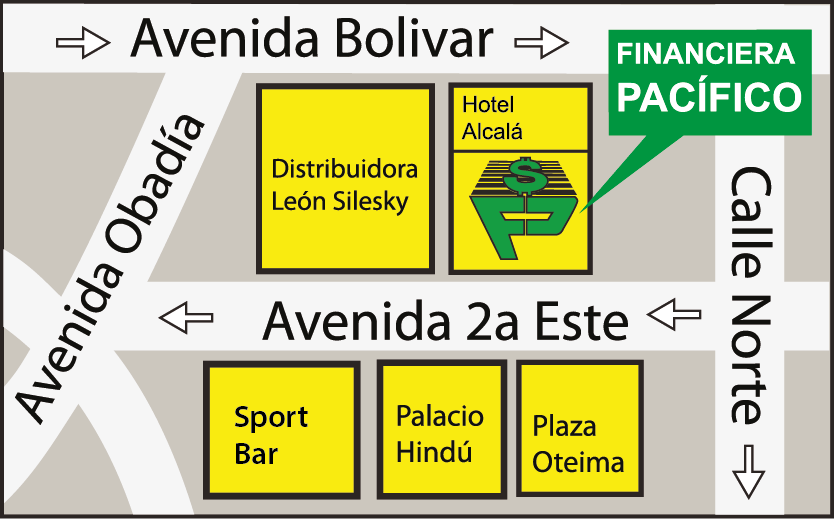 Avenida Bolivar
FINANCIERA
PACÍFICO
Hotel
Alcalá
Distribuidora
León Silesky
$
FP
Avenida Obadía
Calle Norte
Avenida 2a Este
Sport
Bar
Palacio
Hindú
Plaza
Oteima